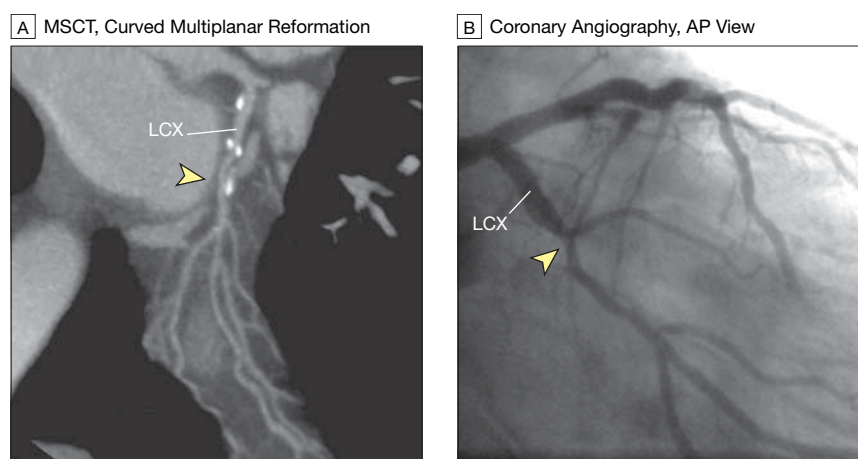 A MSCT, Curved Multiplanar Reformation
LCX
B Coronary Angiography, AP View
LCX